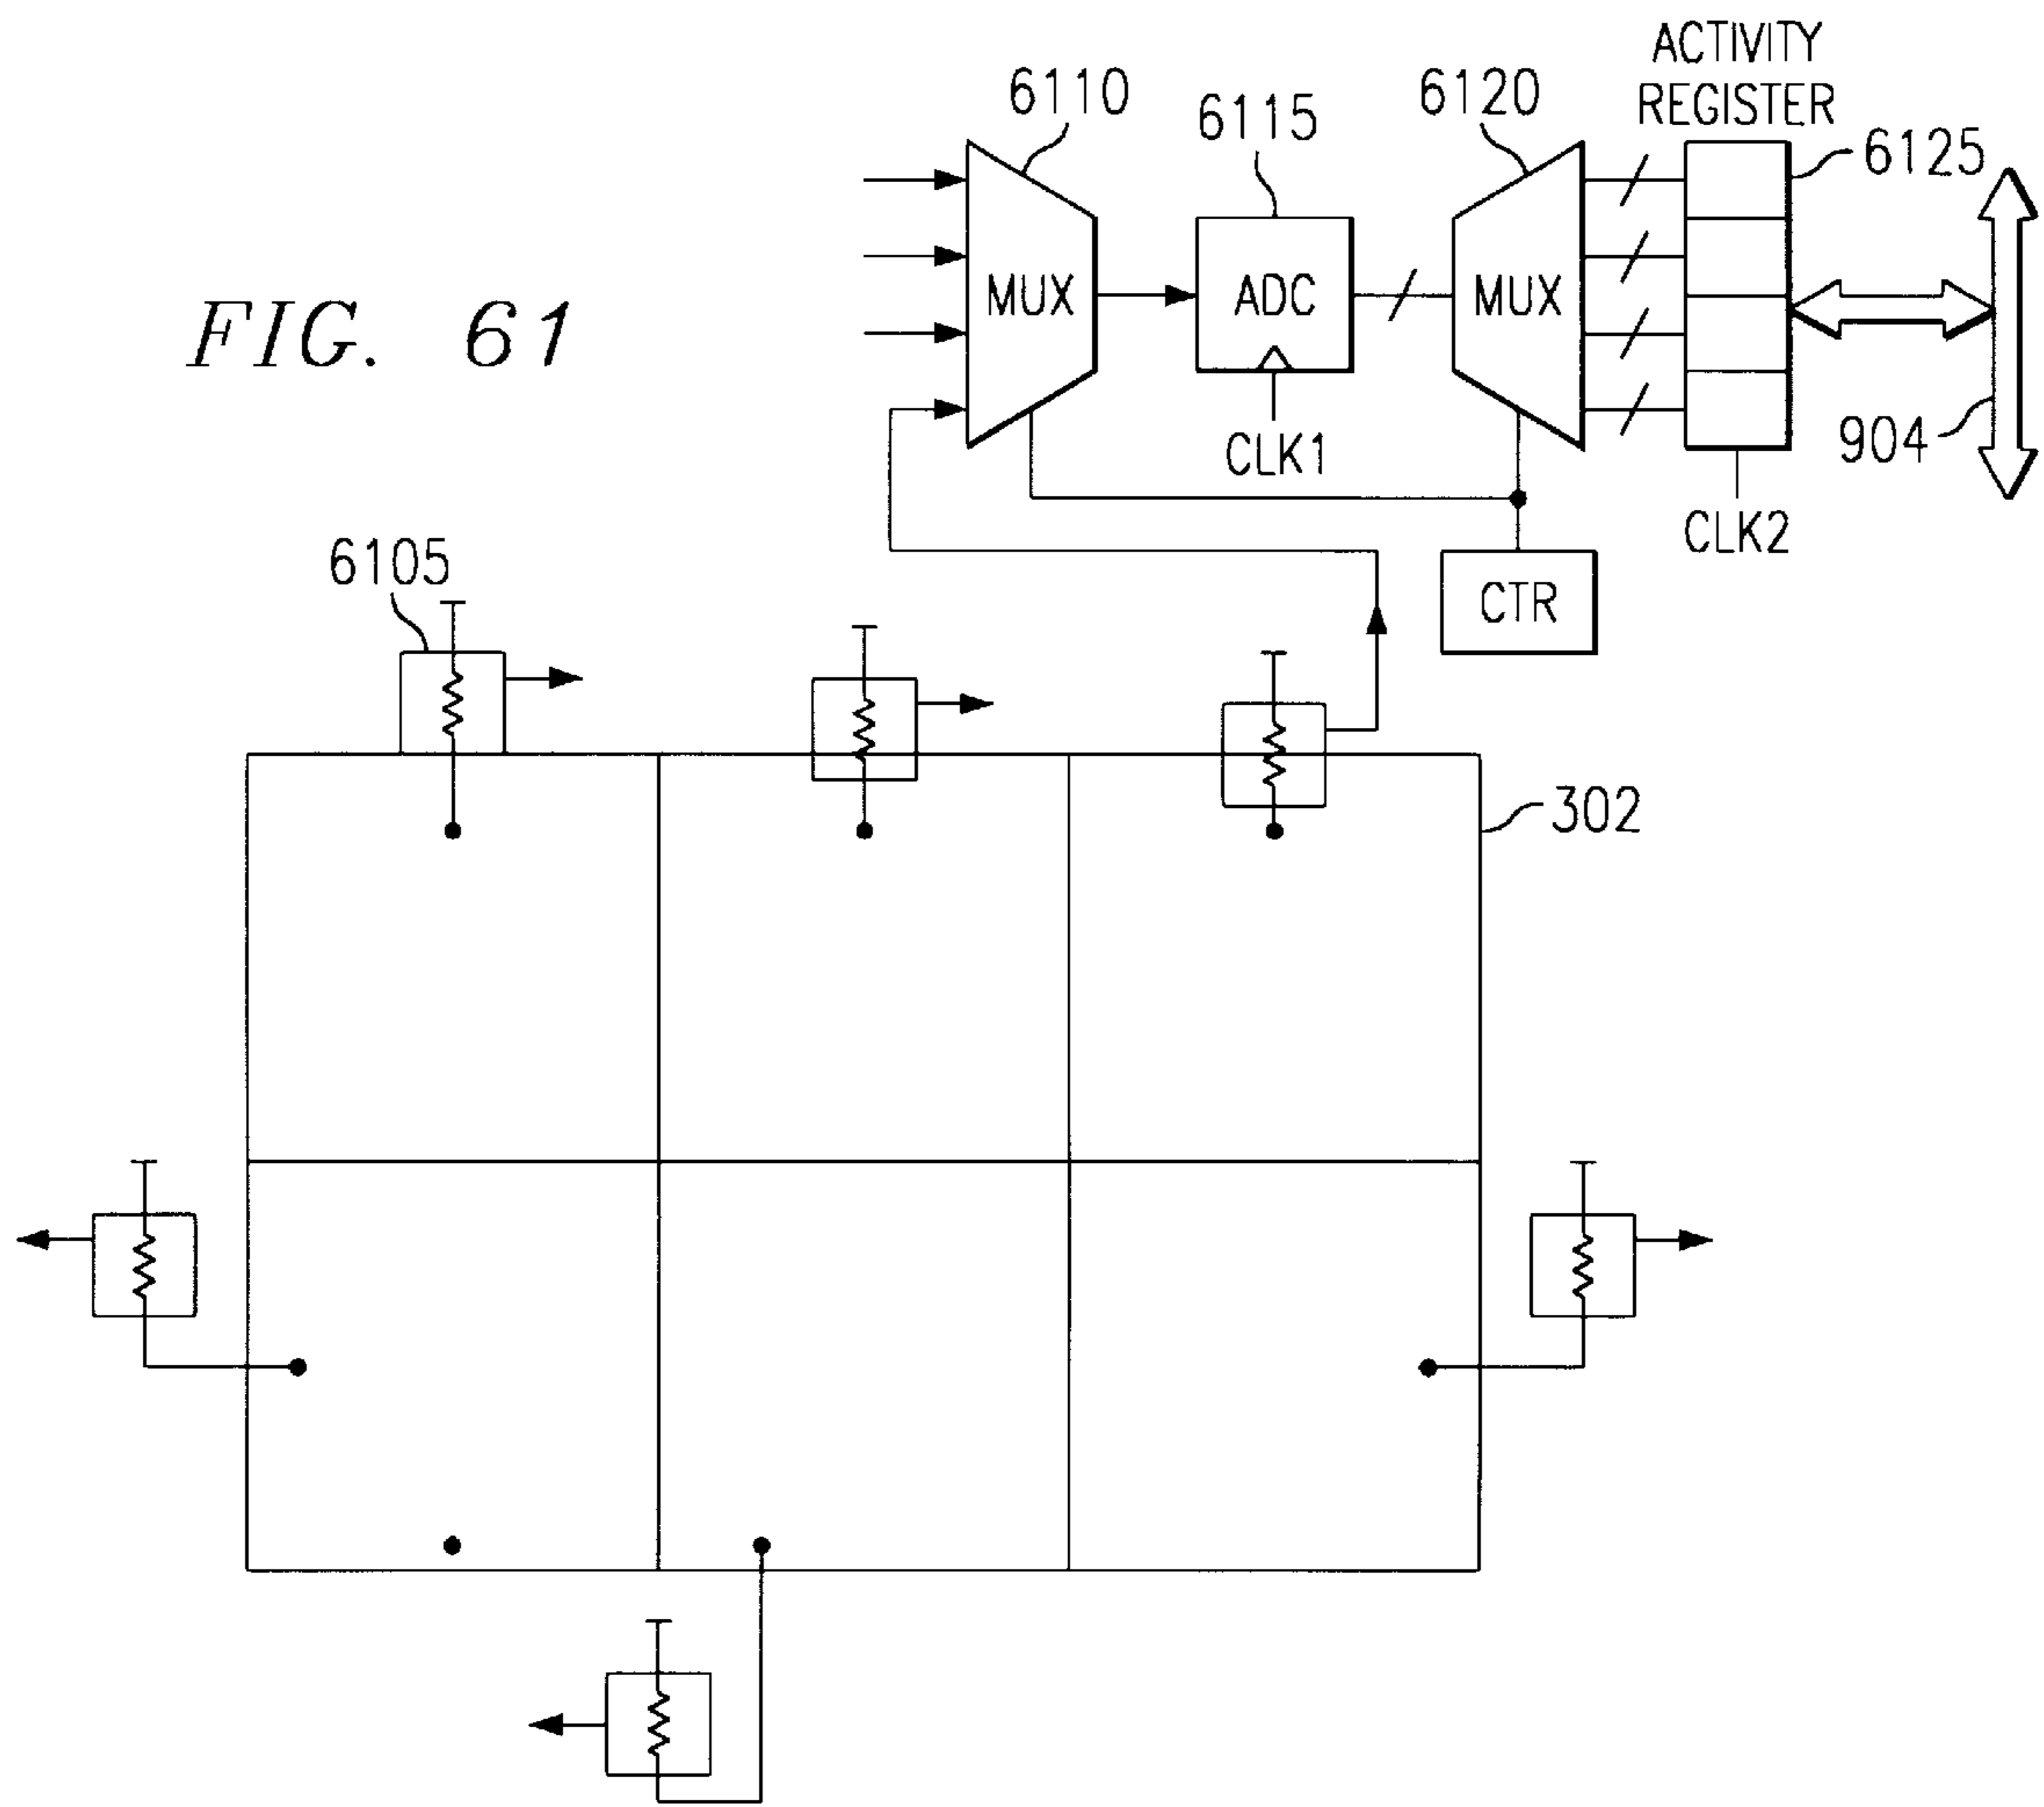 ACTIVITY
REGISTER
6110
6115
6120
6125
MUX
ADC
MUX
FIG. 61
904
CLK1
CLK2
6105
CTR
302